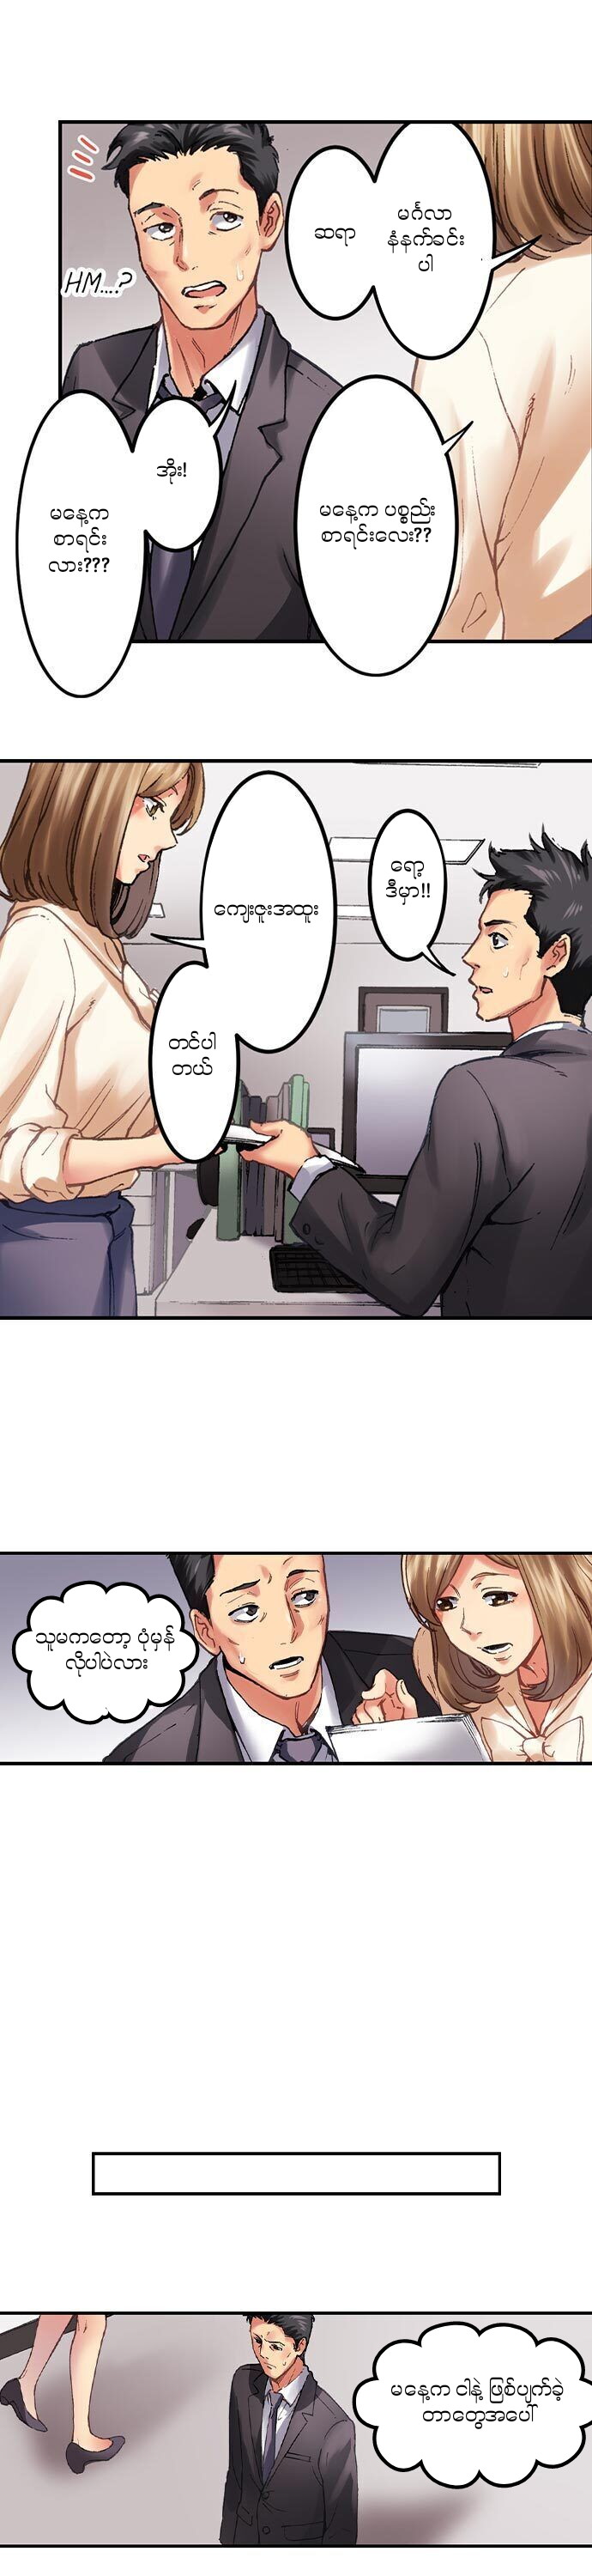 မင်္ဂလာ
နံနက်ခင်း
ပါ
ဆရာ
HM....?
မနေ့က ပစ္စည်း
စာရင်းလေး??
အိုး!
မနေ့က
စာရင်း
လား???
ရော့
ဒီမှာ!!
ကျေးဇူးအထူး
တင်ပါ
တယ်
သူမကတော့ ပုံမှန်
လိုပါပဲလား
မနေ့က ငါနဲ့ ဖြစ်ပျက်ခဲ့
တာတွေအပေါ်